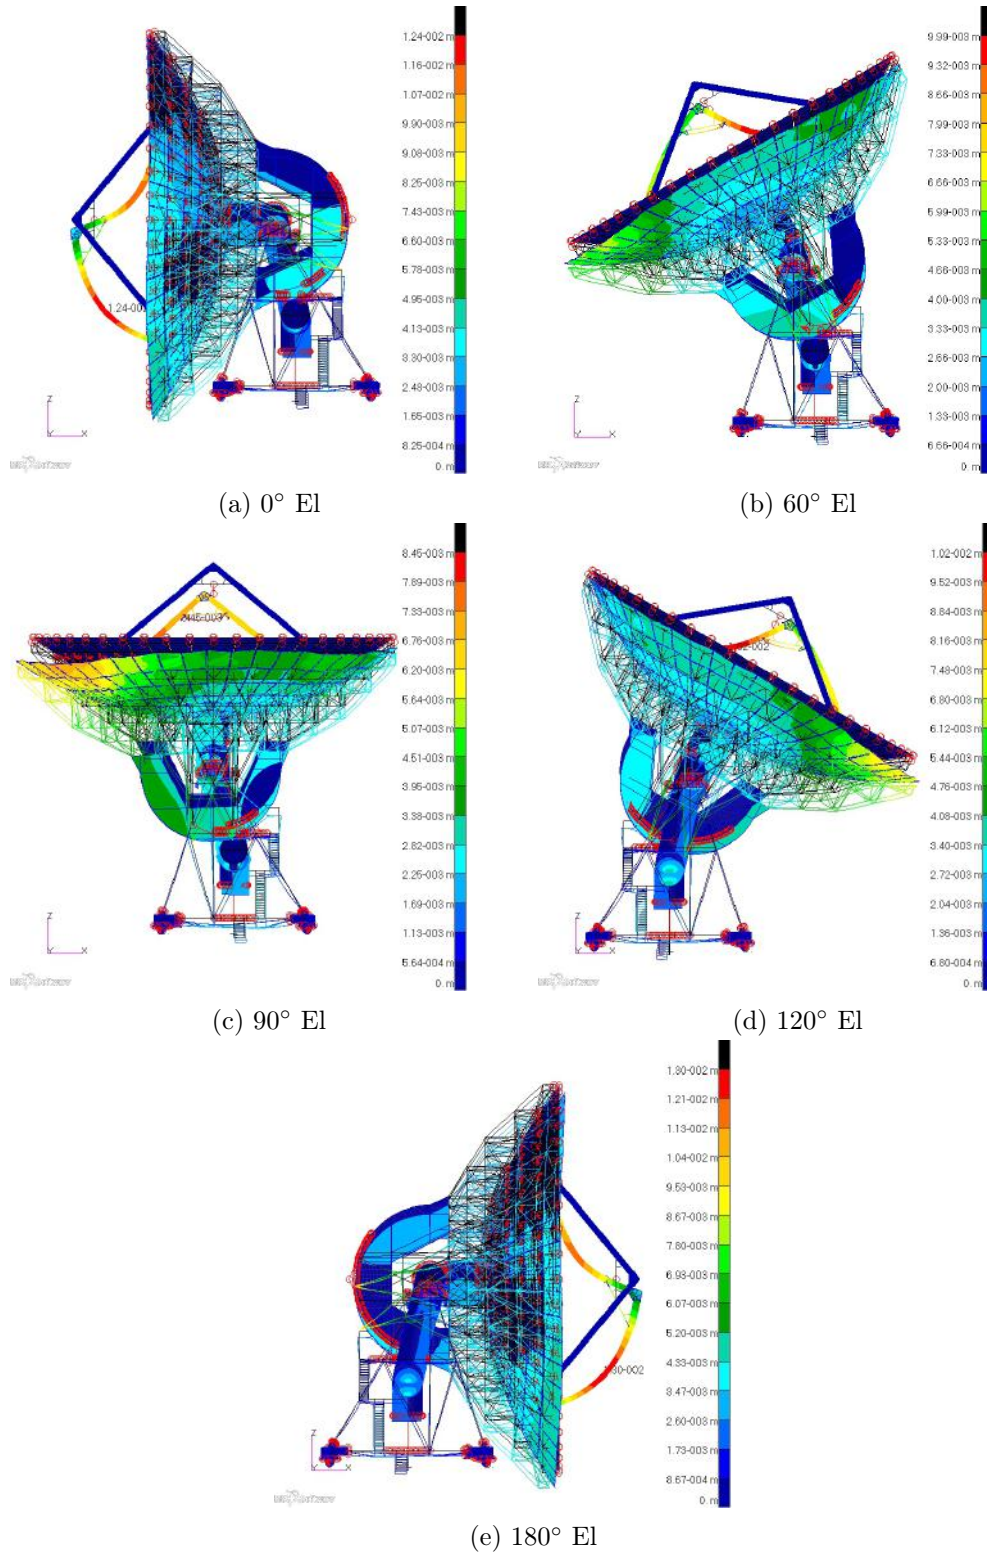 1.24-002 m
1.16-002 m
1.07-002 m
9.90-003 m
9.08-003 m
8.25-003 m
7.43-003 m
6.60-003 m
5.78-003 m
4.95-003 m
4.13-003 m
3.30-003 m
2.48-003 m
1.65-003 m
8.25-004 m
0. m
Z
X
(a) 0° El
9.99-003 m
9.32-003 m
8.66-003 m
7.99-003 m
7.33-003 m
6.66-003 m
5.99-003 m
5.33-003 m
4.66-003 m
4.00-003 m
3.33-003 m
2.66-003 m
2.00-003 m
1.33-003 m
6.66-004 m
0. m
Z
X
(b) 60° El
8.45-003 m
7.89-003 m
7.33-003 m
6.76-003 m
6.20-003 m
5.64-003 m
5.07-003 m
4.51-003 m
3.95-003 m
3.38-003 m
2.82-003 m
2.25-003 m
1.69-003 m
1.13-003 m
5.64-004 m
0. m
Z
X
(c) 90° El
1.02-002 m
9.52-003 m
8.84-003 m
8.16-003 m
7.48-003 m
6.80-003 m
6.12-003 m
5.44-003 m
4.76-003 m
4.08-003 m
3.40-003 m
2.72-003 m
2.04-003 m
1.36-003 m
6.80-004 m
0. m
Z
X
(d) 120° El
1.30-002 m
1.21-002 m
1.13-002 m
1.04-002 m
9.53-003 m
8.67-003 m
7.80-003 m
6.93-003 m
6.07-003 m
5.20-003 m
4.33-003 m
3.47-003 m
2.60-003 m
1.73-003 m
8.67-004 m
0. m
Z
X
(e) 180° El